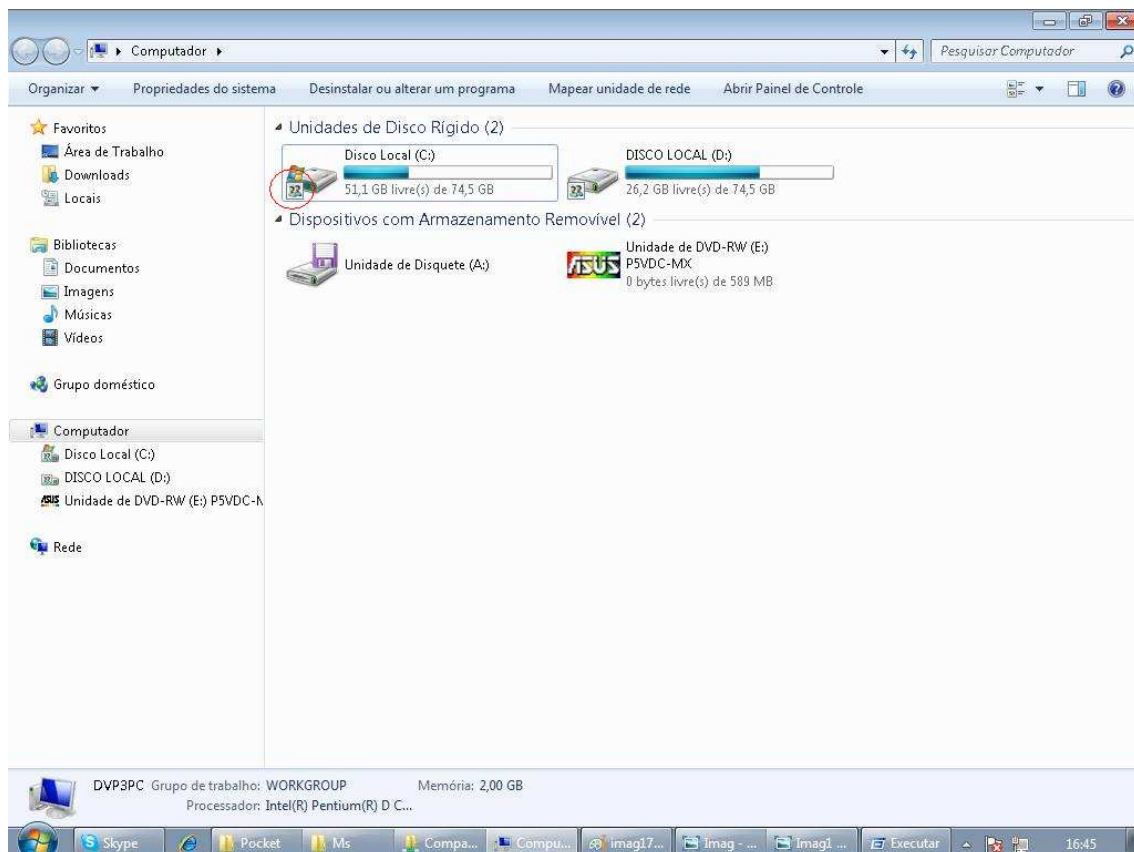 Computador
Pesquisar Computador
Organizar
Propriedades do sistema
Desinstalar ou alterar um programa
Mapear unidade de rede
Abrir Painel de Controle
Favoritos
Área de Trabalho
Downloads
Locais
Bibliotecas
Documentos
Imagens
Músicas
Vídeos
Grupo doméstico
Computador
Disco Local (C:)
DISCO LOCAL (D:)
ASUS Unidade de DVD-RW (E:) P5VDC-M
Rede
Unidades de Disco Rígido (2)
Disco Local (C:)
51,1 GB livre(s) de 74,5 GB
DISCO LOCAL (D:)
26,2 GB livre(s) de 74,5 GB
Dispositivos com Armazenamento Removível (2)
Unidade de Disquete (A:)
ASUS
Unidade de DVD-RW (E:)
P5VDC-MX
0 bytes livre(s) de 589 MB
DVP3PC Grupo de trabalho: WORKGROUP Memória: 2,00 GB
Processador: Intel(R) Pentium(R) D C...
Skype
Pocket
Ms
Compa...
Compu...
imag17...
Imag - ...
Imag1 ...
Executar
16:45